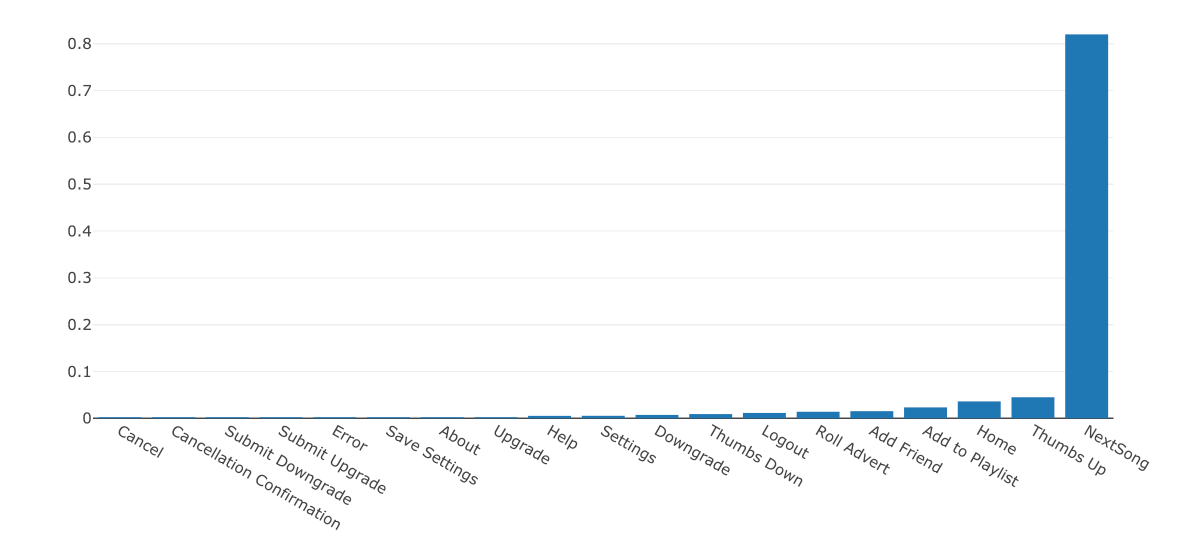 0.8
0.7
0.6
0.5
0.4
0.3
0.2
0.1
0
Cancel
Cancellation Confirmation
Submit Downgrade
Submit Upgrade
Error
Save Settings
About
Upgrade
Help
Settings
Downgrade
Thumbs Down
Logout
Roll Advert
Add Friend
Add to Playlist
Home
Thumbs Up
NextSong